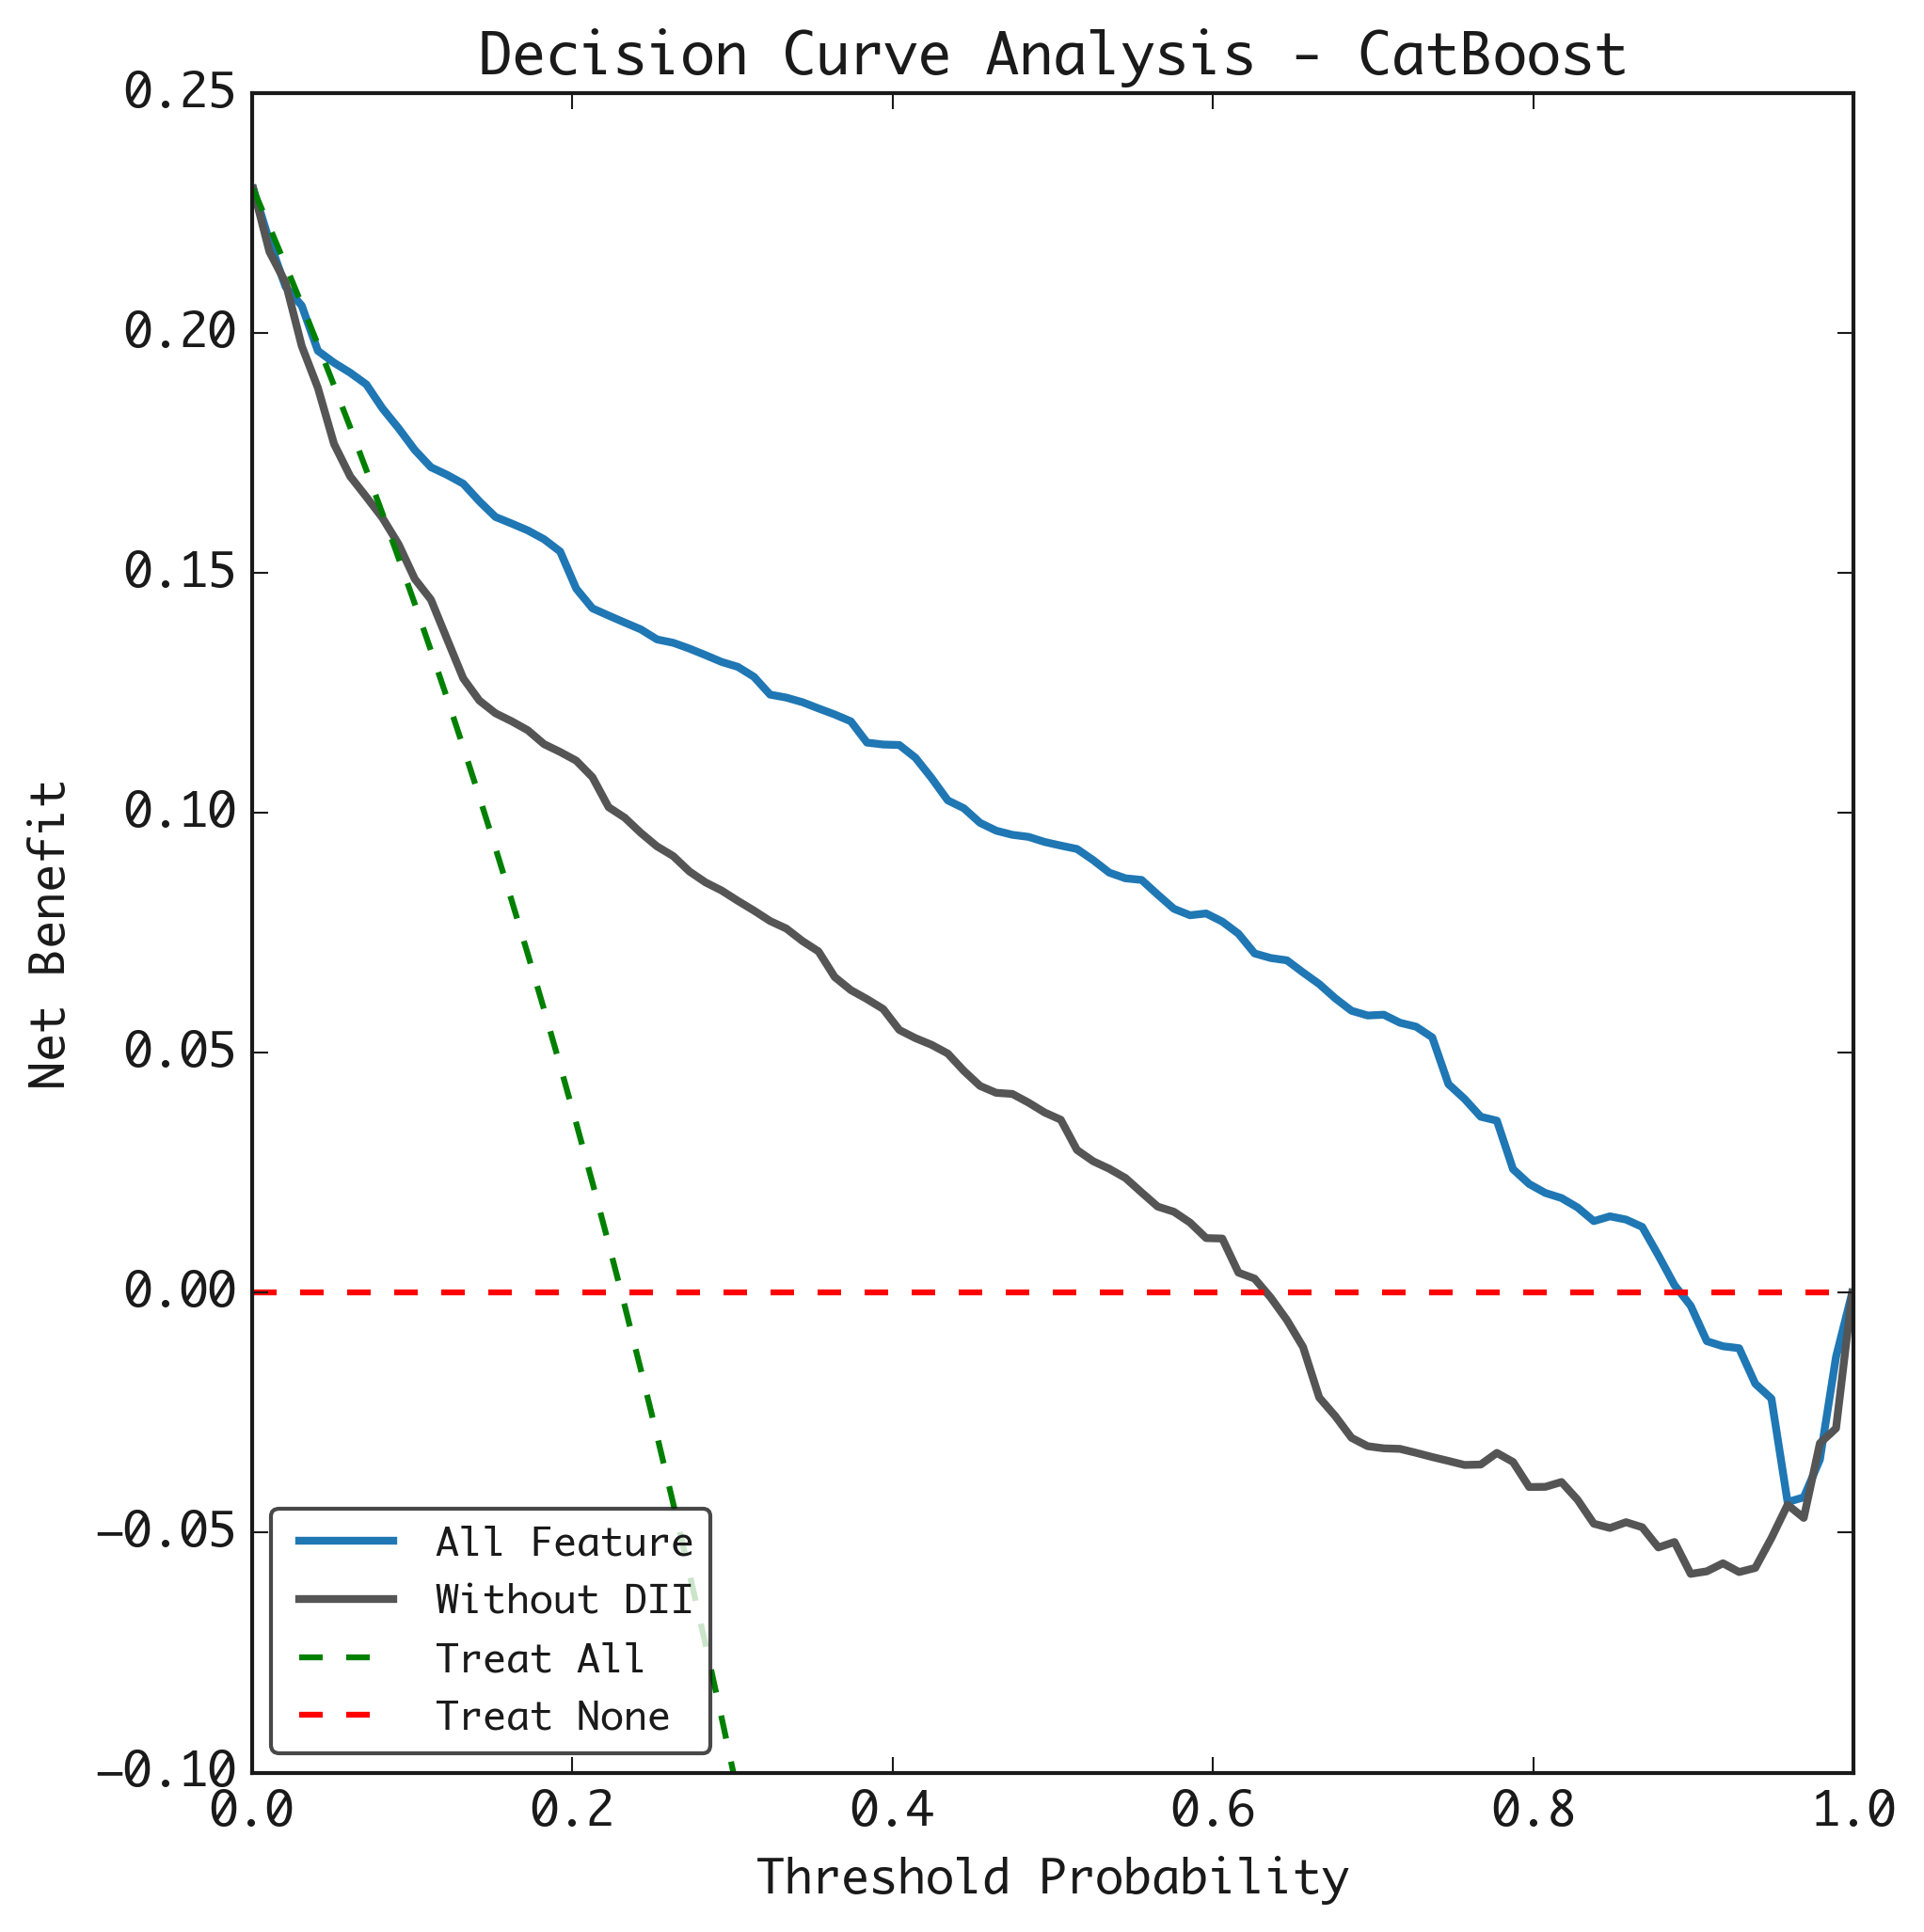 Decision Curve Analysis - CatBoost
0.25
0.20
0.15
0.10
0.05
0.00
−0.05
−0.10
Net Benefit
All Feature
Without DII
Treat All
Treat None
0.0 0.2 0.4 0.6 0.8 1.0
Threshold Probability